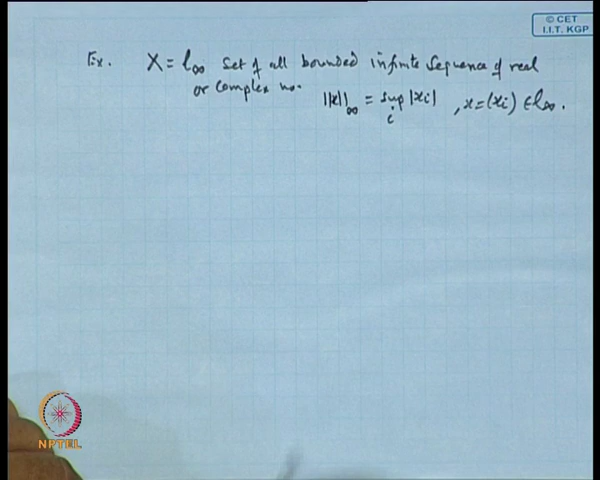 © CET
I.I.T. KGP
Ex. X = l∞ Set of all bounded infinite Sequence of real
or complex no.
||x||∞ = sup |xi| , x = (xi) ∈ l∞.
i
NPTEL